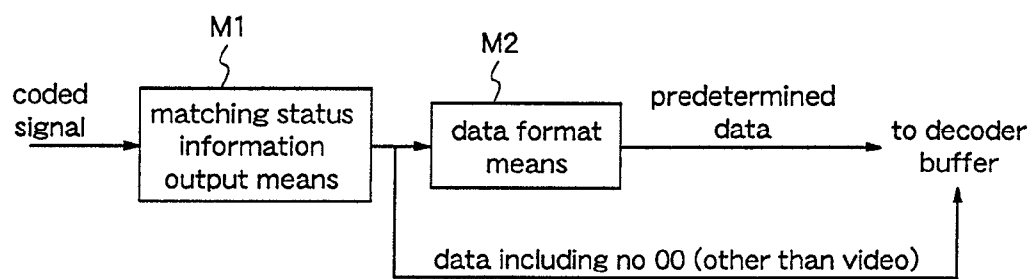 M1
M2
coded
signal
matching status
information
output means
data format
means
predetermined
data
to decoder
buffer
data including no 00 (other than video)